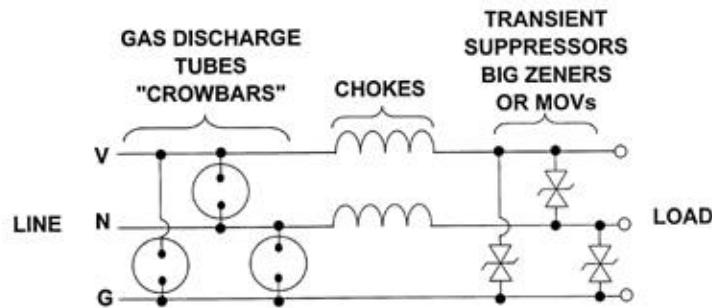 GAS DISCHARGE
TUBES
"CROWBARS"
CHOKES
TRANSIENT
SUPPRESSORS
BIG ZENERS
OR MOVs
V
LINE N LOAD
G